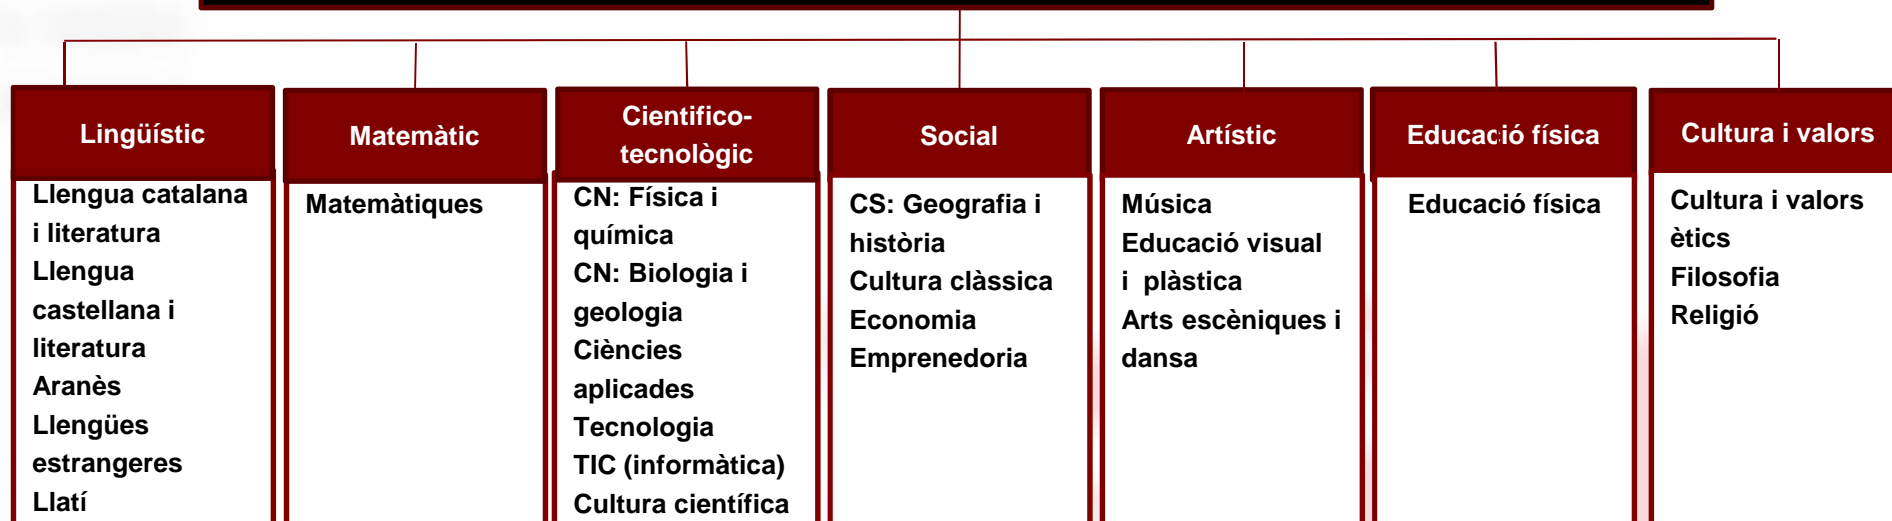 Lingüístic
Llengua catalana
i literatura
Llengua
castellana i
literatura
Aranès
Llengües
estrangeres
Llatí
Matemàtic
Matemàtiques
Cientifico-
tecnològic
CN: Física i
química
CN: Biologia i
geologia
Ciències
aplicades
Tecnologia
TIC (informàtica)
Cultura científica
Social
CS: Geografia i
història
Cultura clàssica
Economia
Emprenedoria
Artístic
Música
Educació visual
i plàstica
Arts escèniques i
dansa
Educació física
Educació física
Cultura i valors
Cultura i valors
ètics
Filosofia
Religió